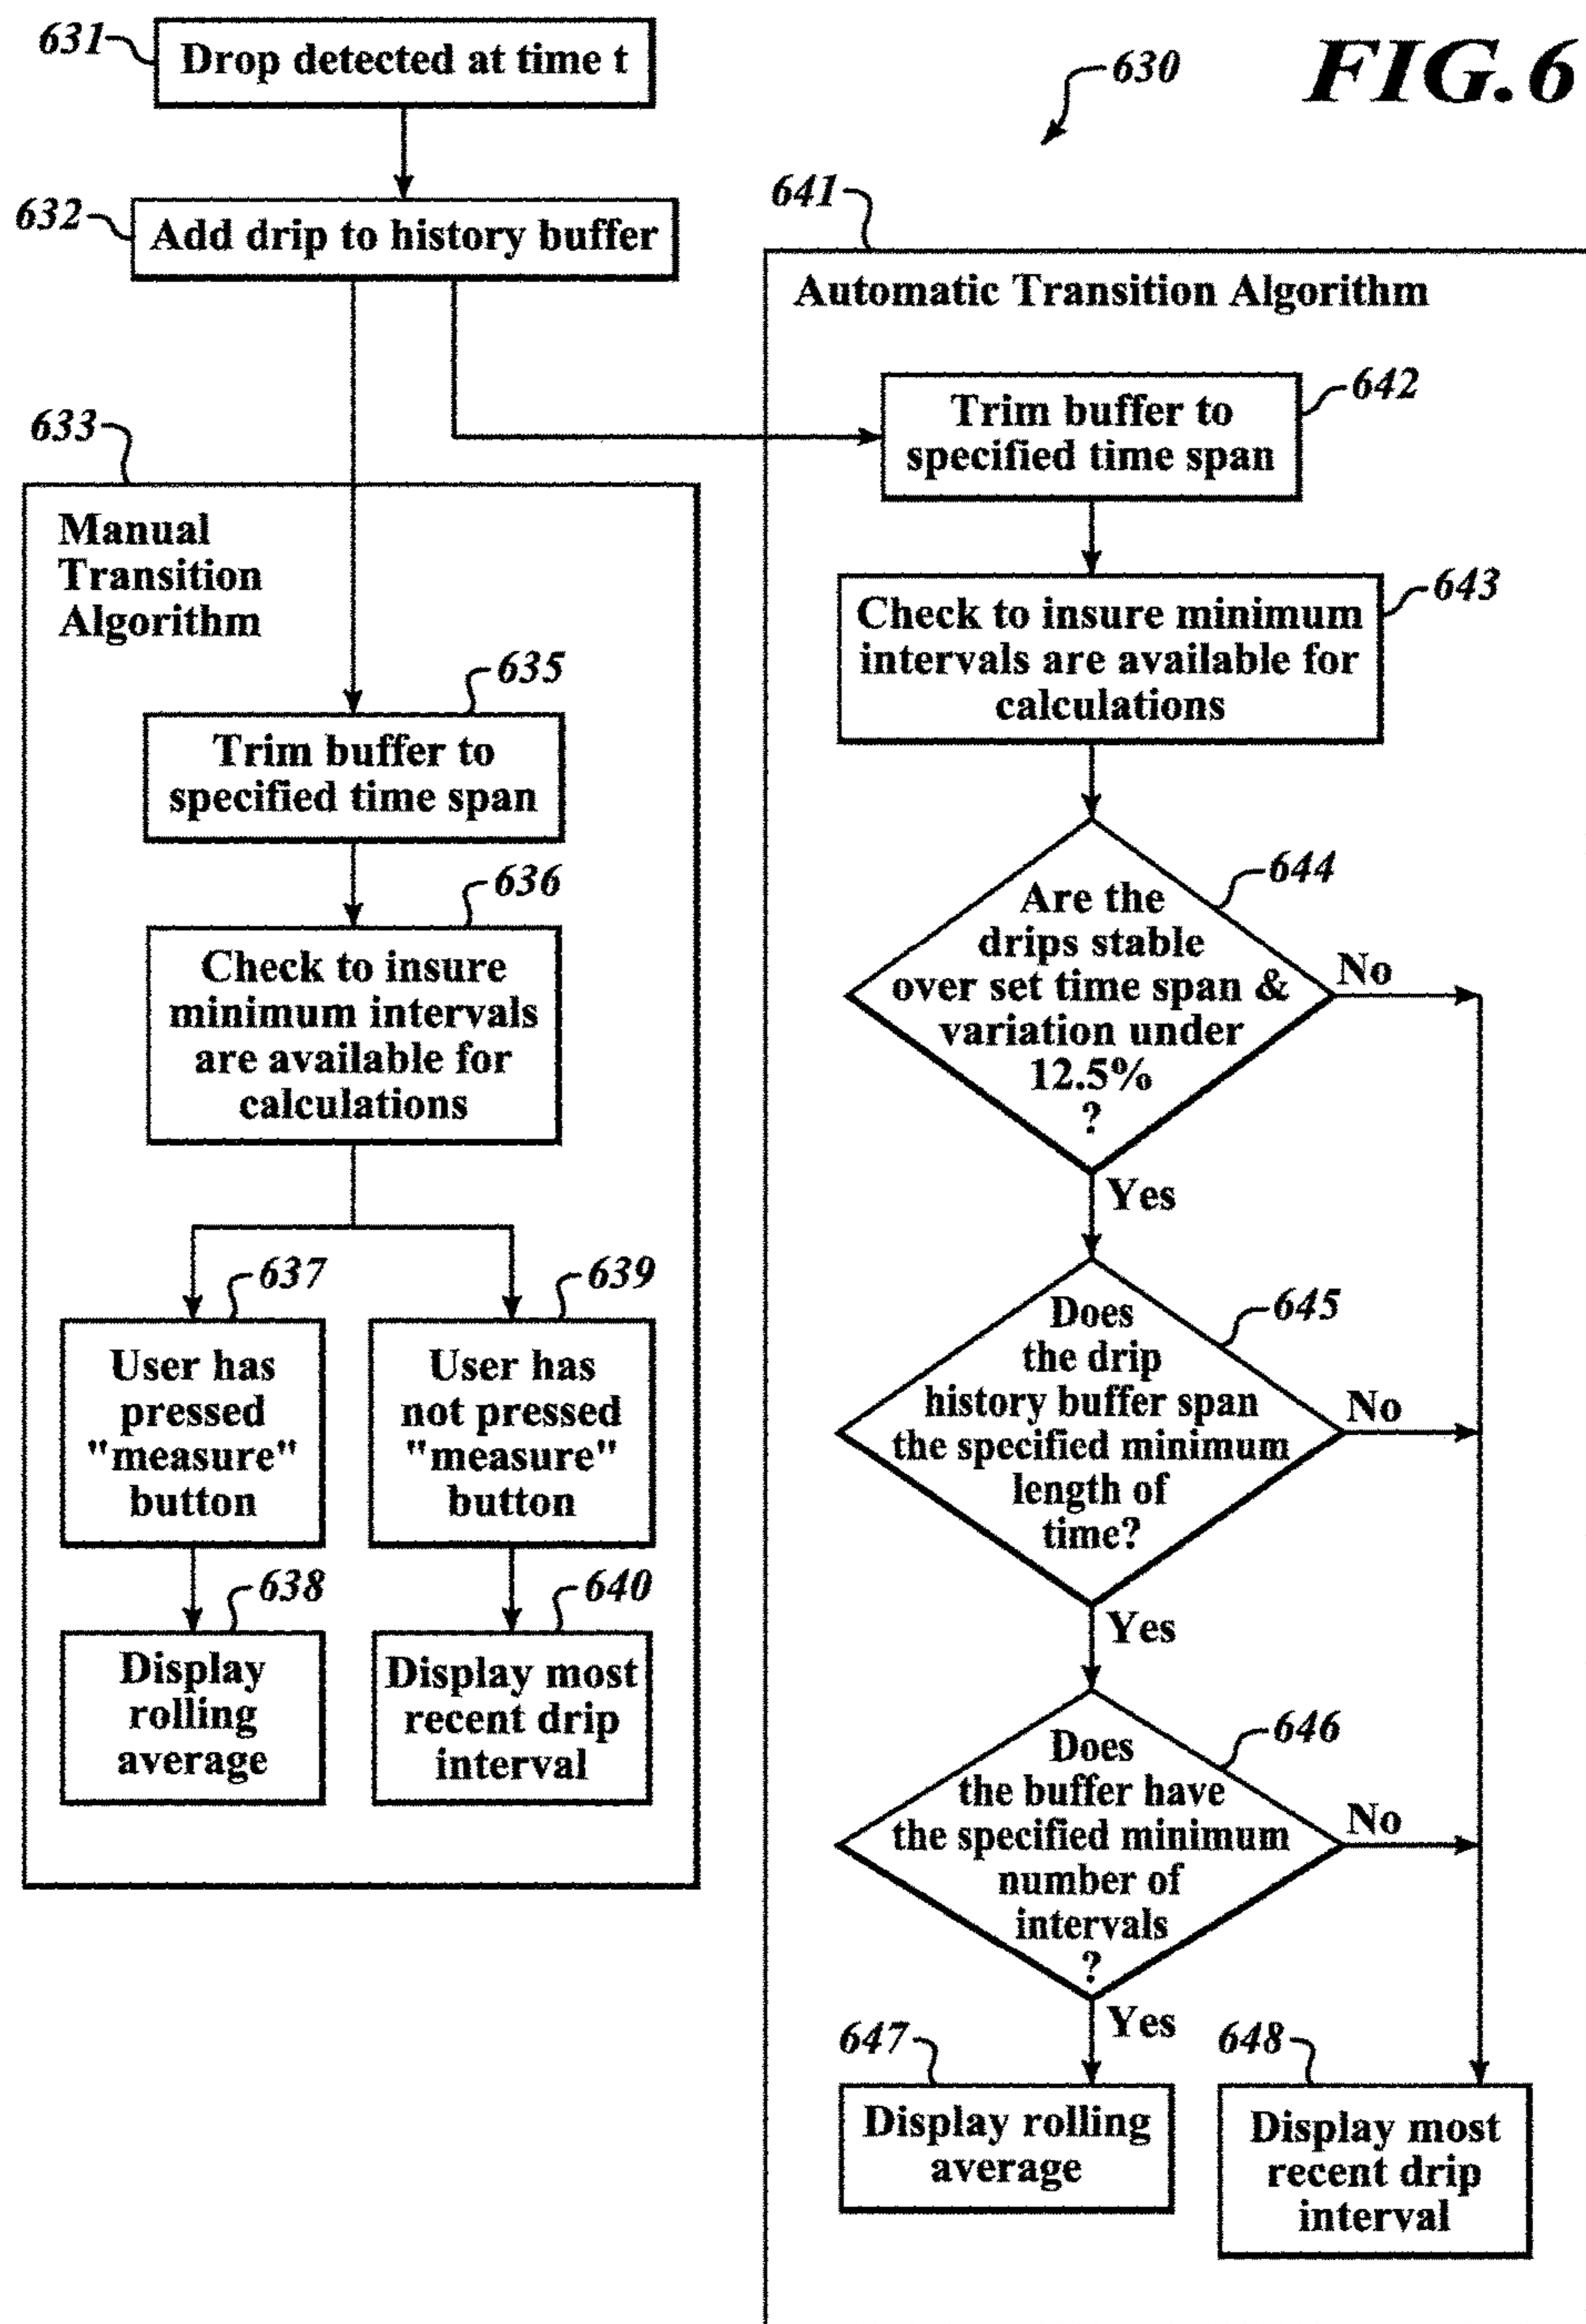 FIG. 6
630
631
Drop detected at time t
632
Add drip to history buffer
633
Manual
Transition
Algorithm
635
Trim buffer to
specified time span
636
Check to insure
minimum intervals
are available for
calculations
637
User has
pressed
"measure"
button
639
User has
not pressed
"measure"
button
638
Display
rolling
average
640
Display most
recent drip
interval
641
Automatic Transition Algorithm
642
Trim buffer to
specified time span
643
Check to insure minimum
intervals are available for
calculations
644
Are the
drips stable
over set time span &
variation under
12.5%
?
No
Yes
645
Does
the drip
history buffer span
the specified minimum
length of
time?
No
Yes
646
Does
the buffer have
the specified minimum
number of
intervals
?
No
Yes
647
Display rolling
average
648
Display most
recent drip
interval